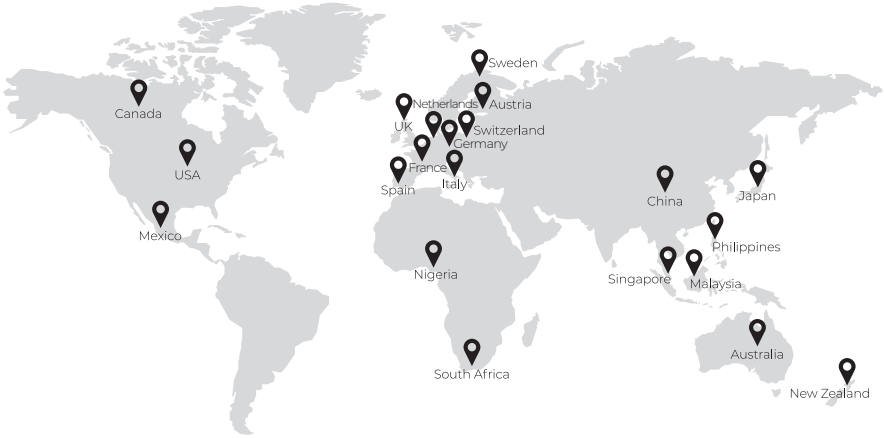 Sweden
Netherlands
Austria
Canada
UK
Switzerland
Germany
France
USA
Italy
Spain
Japan
China
Mexico
Philippines
Nigeria
Singapore
Malaysia
Australia
South Africa
New Zealand